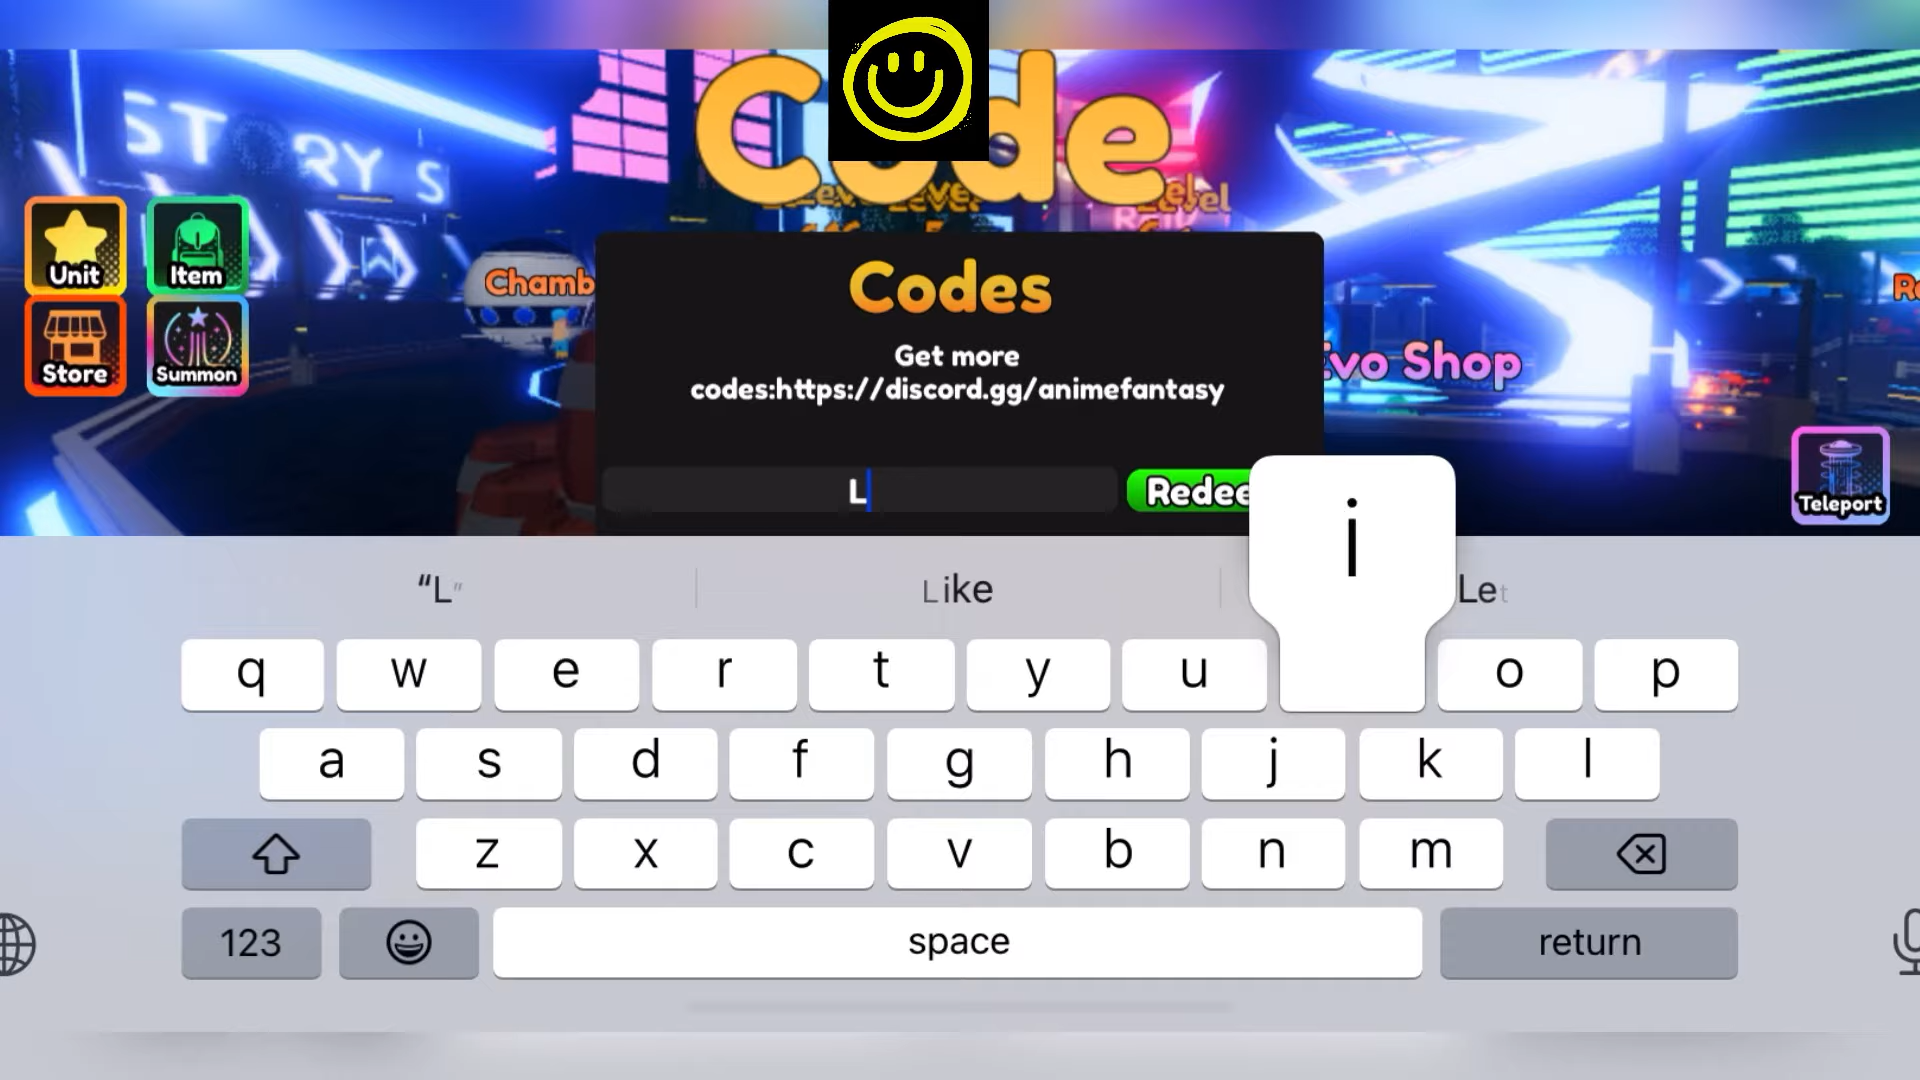 Code
STORY S
Unit
Item
Store
Summon
Chamb
Evo Shop
Codes
Get more
codes:https://discord.gg/animefantasy
L
Redee
Teleport
“L”
Like
Let
i
q w e r t y u o p
a s d f g h j k l
z x c v b n m
123
space
return